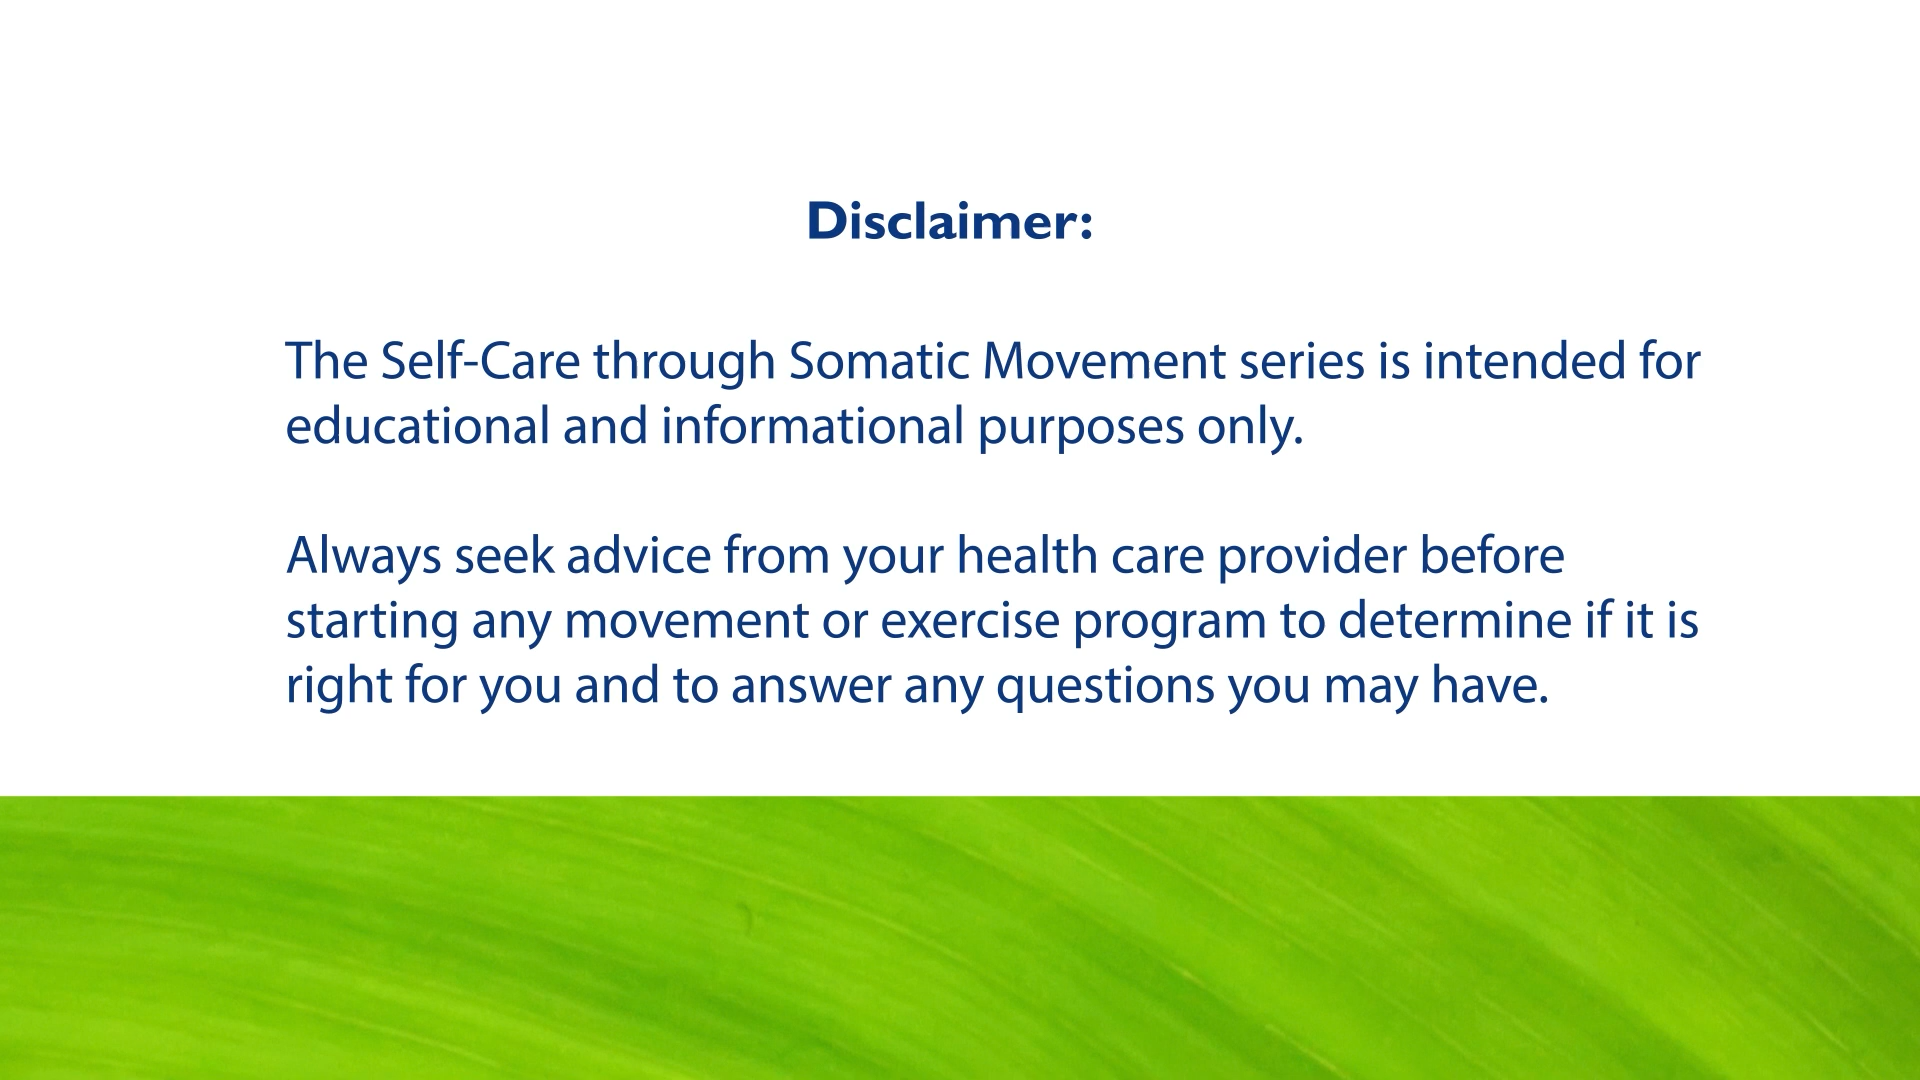 Disclaimer:
The Self-Care through Somatic Movement series is intended for
educational and informational purposes only.
Always seek advice from your health care provider before
starting any movement or exercise program to determine if it is
right for you and to answer any questions you may have.